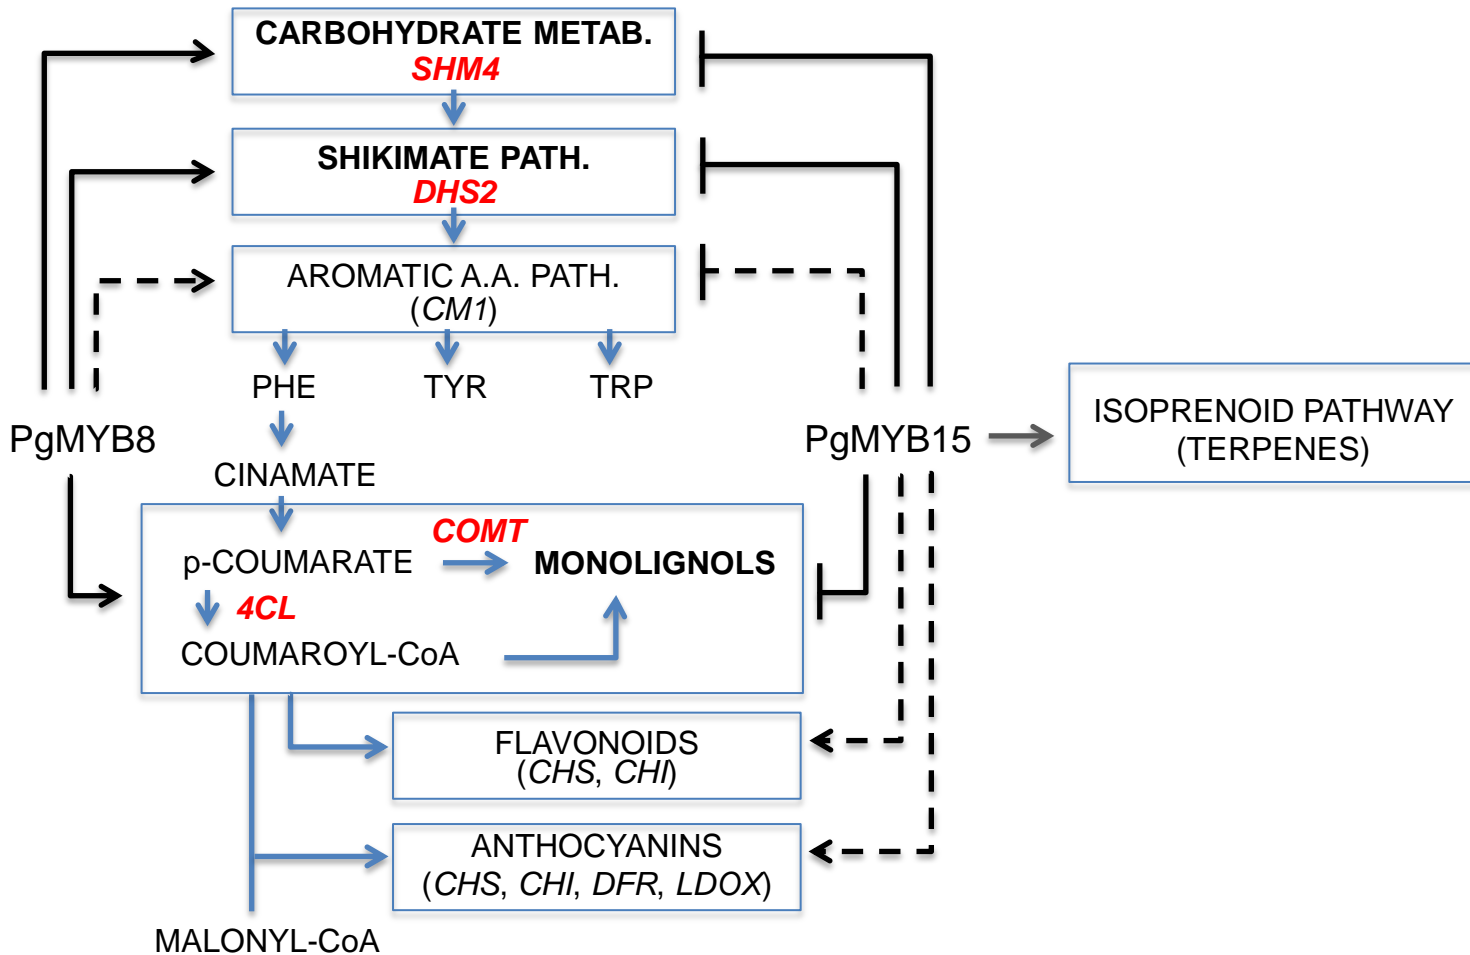 CARBOHYDRATE METAB.
SHM4
SHIKIMATE PATH.
DHS2
AROMATIC A.A. PATH.
(CM1)
PHE
TYR
TRP
PgMYB8
PgMYB15
ISOPRENOID PATHWAY
(TERPENES)
CINAMATE
COMT
p-COUMARATE
MONOLIGNOLS
4CL
COUMAROYL-CoA
FLAVONOIDS
(CHS, CHI)
ANTHOCYANINS
(CHS, CHI, DFR, LDOX)
MALONYL-CoA